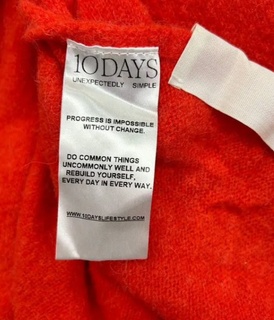 10DAYS
UNEXPECTEDLY SIMPLE
PROGRESS IS IMPOSSIBLE
WITHOUT CHANGE.
DO COMMON THINGS
UNCOMMONLY WELL AND
REBUILD YOURSELF,
EVERY DAY IN EVERY WAY.
WWW.10DAYSLIFESTYLE.COM